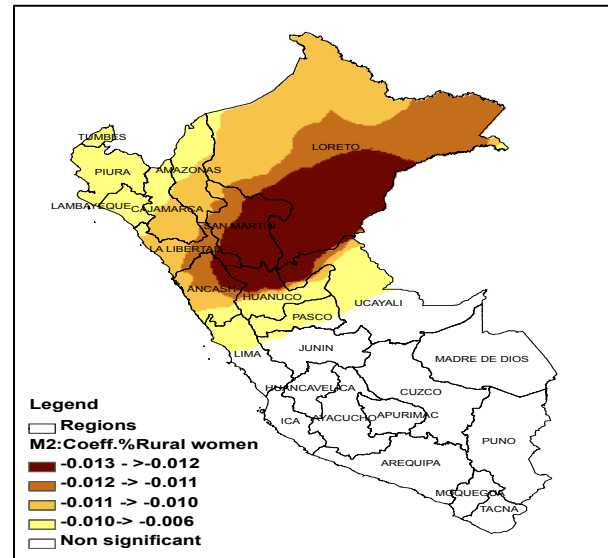 TUMBES
PIURA
AMAZONAS
LORETO
LAMBAYEQUE
CAJAMARCA
SAN MARTIN
LA LIBERTAD
ANCASH
HUANUCO
UCAYALI
PASCO
LIMA
JUNIN
MADRE DE DIOS
HUANCAVELICA
CUZCO
ICA
AYACUCHO
APURIMAC
PUNO
AREQUIPA
MOQUEGUA
TACNA
Legend
Regions
M2:Coeff.%Rural women
-0.013 - >-0.012
-0.012 -> -0.011
-0.011 -> -0.010
-0.010-> -0.006
Non significant